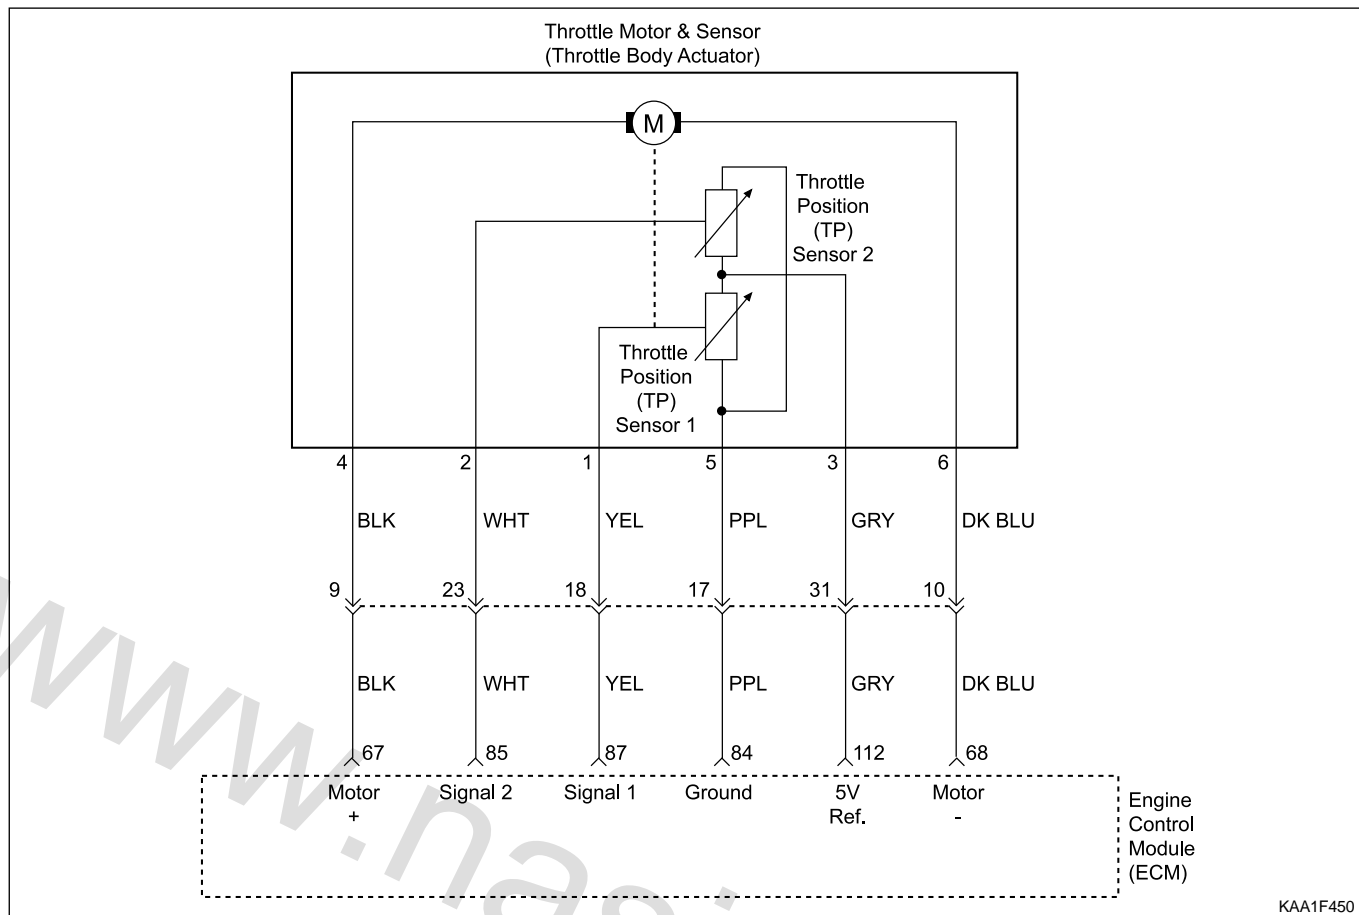 Throttle Motor & Sensor
(Throttle Body Actuator)
M
Throttle
Position
(TP)
Sensor 2
Throttle
Position
(TP)
Sensor 1
4 2 1 5 3 6
BLK WHT YEL PPL GRY DK BLU
9 23 18 17 31 10
BLK WHT YEL PPL GRY DK BLU
67 85 87 84 112 68
Motor
+
Signal 2
Signal 1
Ground
5V
Ref.
Motor
-
Engine
Control
Module
(ECM)
KAA1F450